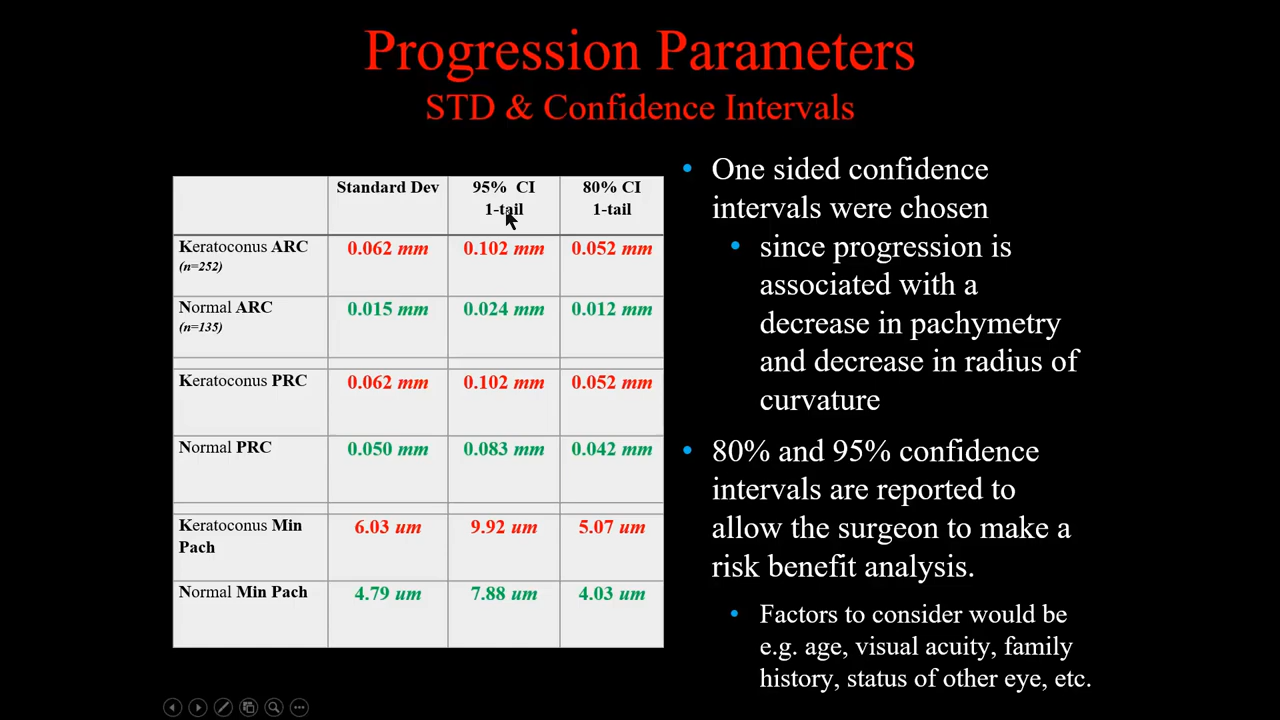 Progression Parameters
STD & Confidence Intervals
Standard Dev
95% CI
1-tail
80% CI
1-tail
Keratoconus ARC
(n=252)
0.062 mm
0.102 mm
0.052 mm
Normal ARC
(n=135)
0.015 mm
0.024 mm
0.012 mm
Keratoconus PRC
0.062 mm
0.102 mm
0.052 mm
Normal PRC
0.050 mm
0.083 mm
0.042 mm
Keratoconus Min
Pach
6.03 um
9.92 um
5.07 um
Normal Min Pach
4.79 um
7.88 um
4.03 um
• One sided confidence
intervals were chosen
• since progression is
associated with a
decrease in pachymetry
and decrease in radius of
curvature
• 80% and 95% confidence
intervals are reported to
allow the surgeon to make a
risk benefit analysis.
• Factors to consider would be
e.g. age, visual acuity, family
history, status of other eye, etc.